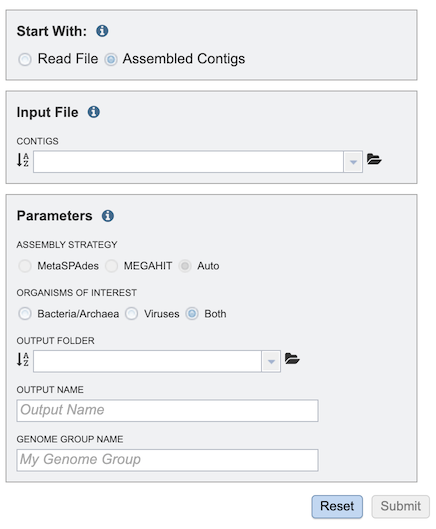 Start With:
Read File Assembled Contigs
Input File
CONTIGS
Parameters
ASSEMBLY STRATEGY
MetaSPAdes MEGAHIT Auto
ORGANISMS OF INTEREST
Bacteria/Archaea Viruses Both
OUTPUT FOLDER
OUTPUT NAME
Output Name
GENOME GROUP NAME
My Genome Group
Reset Submit